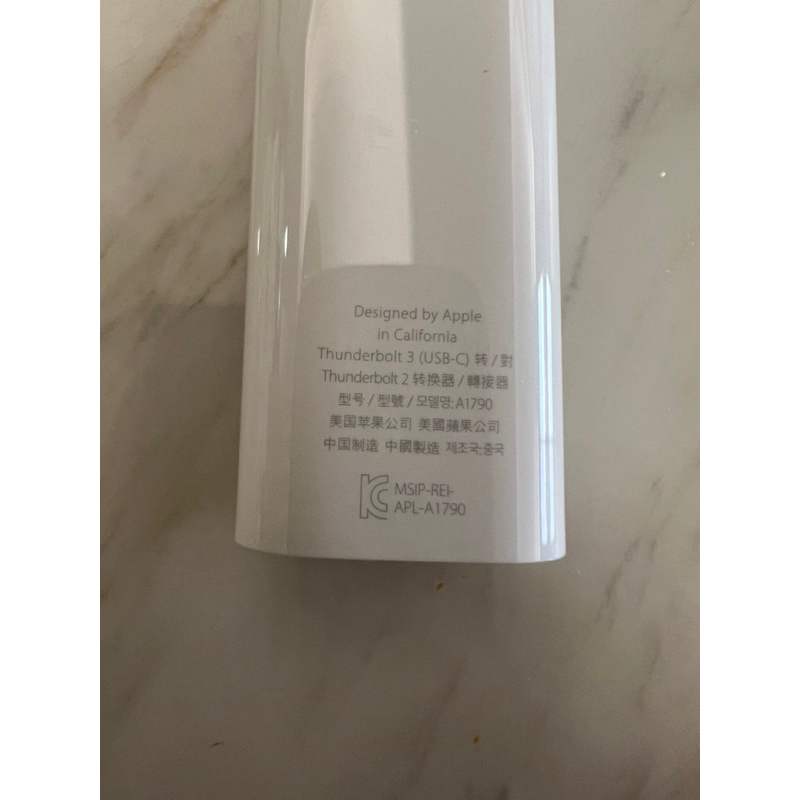 Designed by Apple
in California
Thunderbolt 3 (USB-C) 转 / 對
Thunderbolt 2 转换器 / 轉接器
型号 / 型號 / 모델명: A1790
美国苹果公司 美國蘋果公司
中国制造 中國製造 제조국:중국
MSIP-REI-
APL-A1790